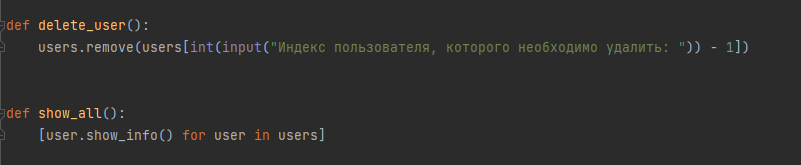 def delete_user():
    users.remove(users[int(input("Индекс пользователя, которого необходимо удалить: ")) - 1])
def show_all():
    [user.show_info() for user in users]